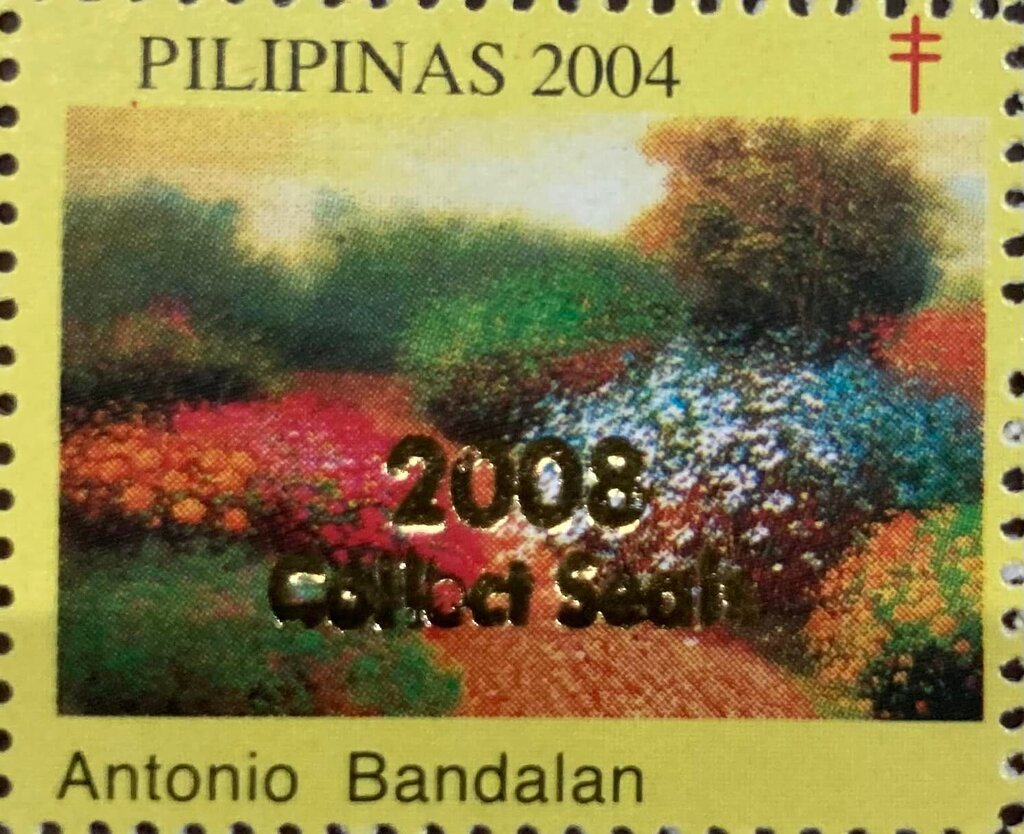 PILIPINAS 2004
2008
Collect Seals
Antonio Bandalan